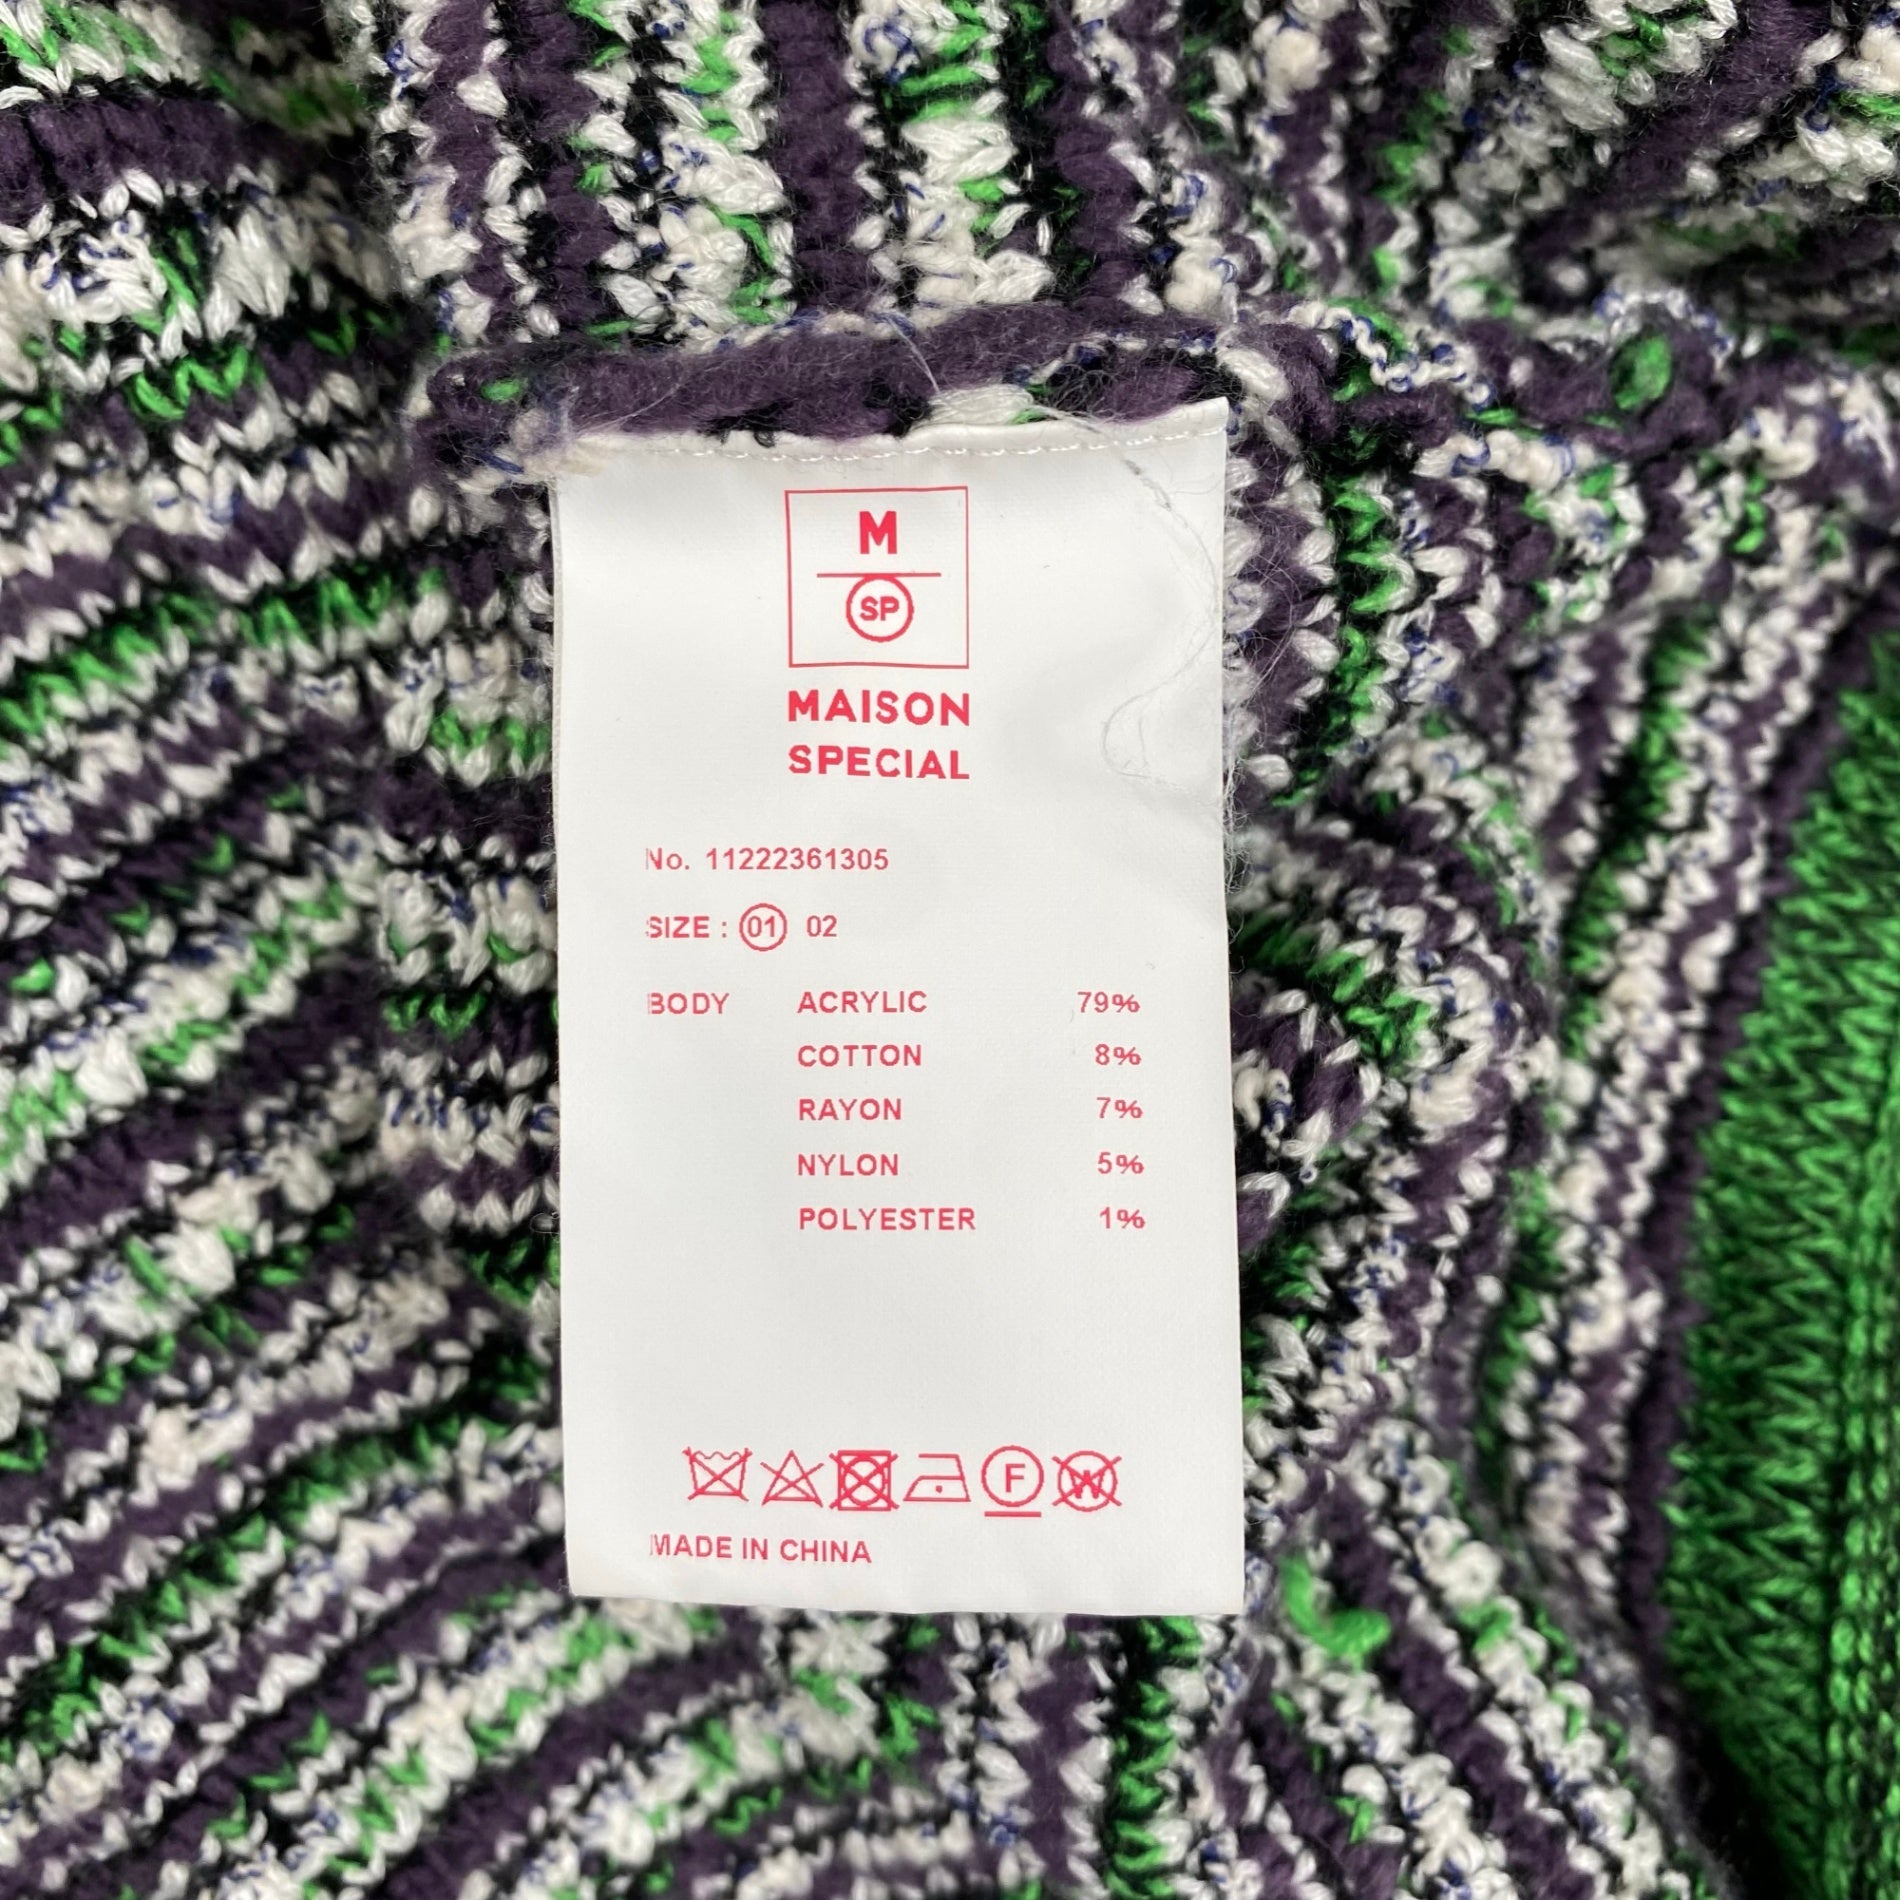 M
SP
MAISON
SPECIAL
No. 11222361305
SIZE : 01 02
BODY ACRYLIC 79%
COTTON 8%
RAYON 7%
NYLON 5%
POLYESTER 1%
F W
MADE IN CHINA